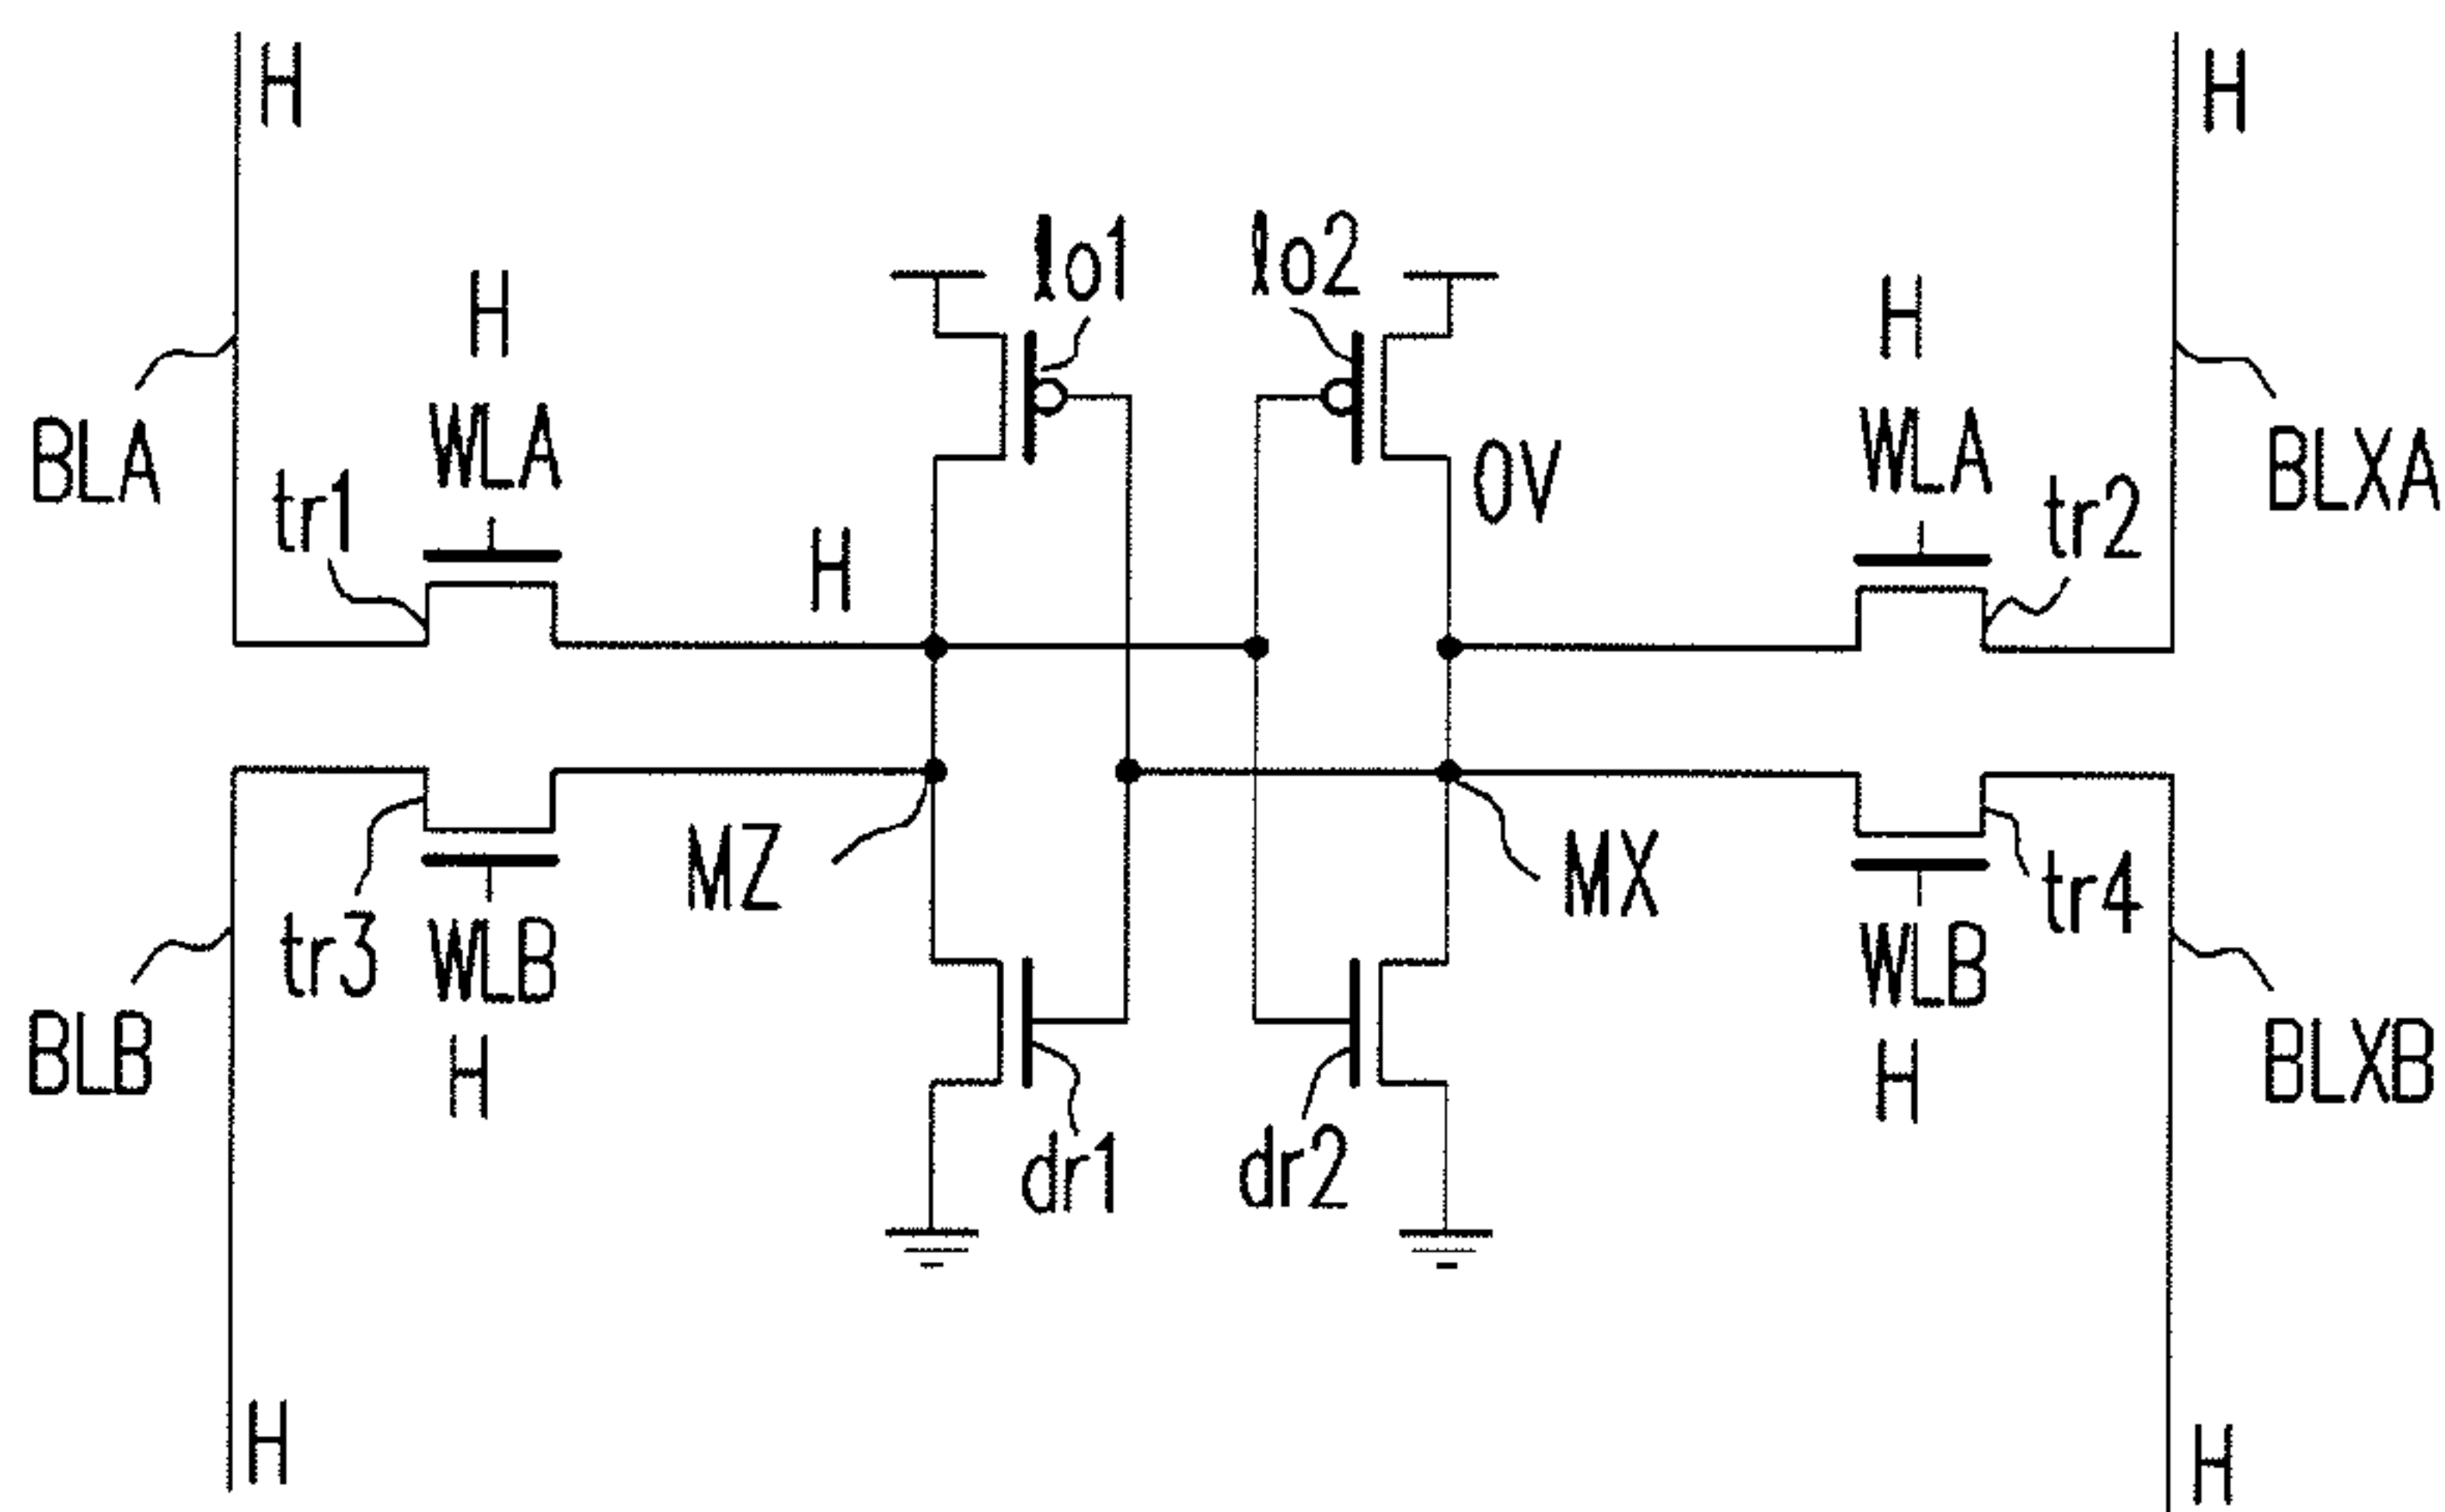 H
H
lo1
lo2
H
H
WLA
WLA
BLA
BLXA
0V
tr1
tr2
H
MZ
MX
tr3
tr4
WLB
WLB
BLB
BLXB
H
H
dr1
dr2
H
H